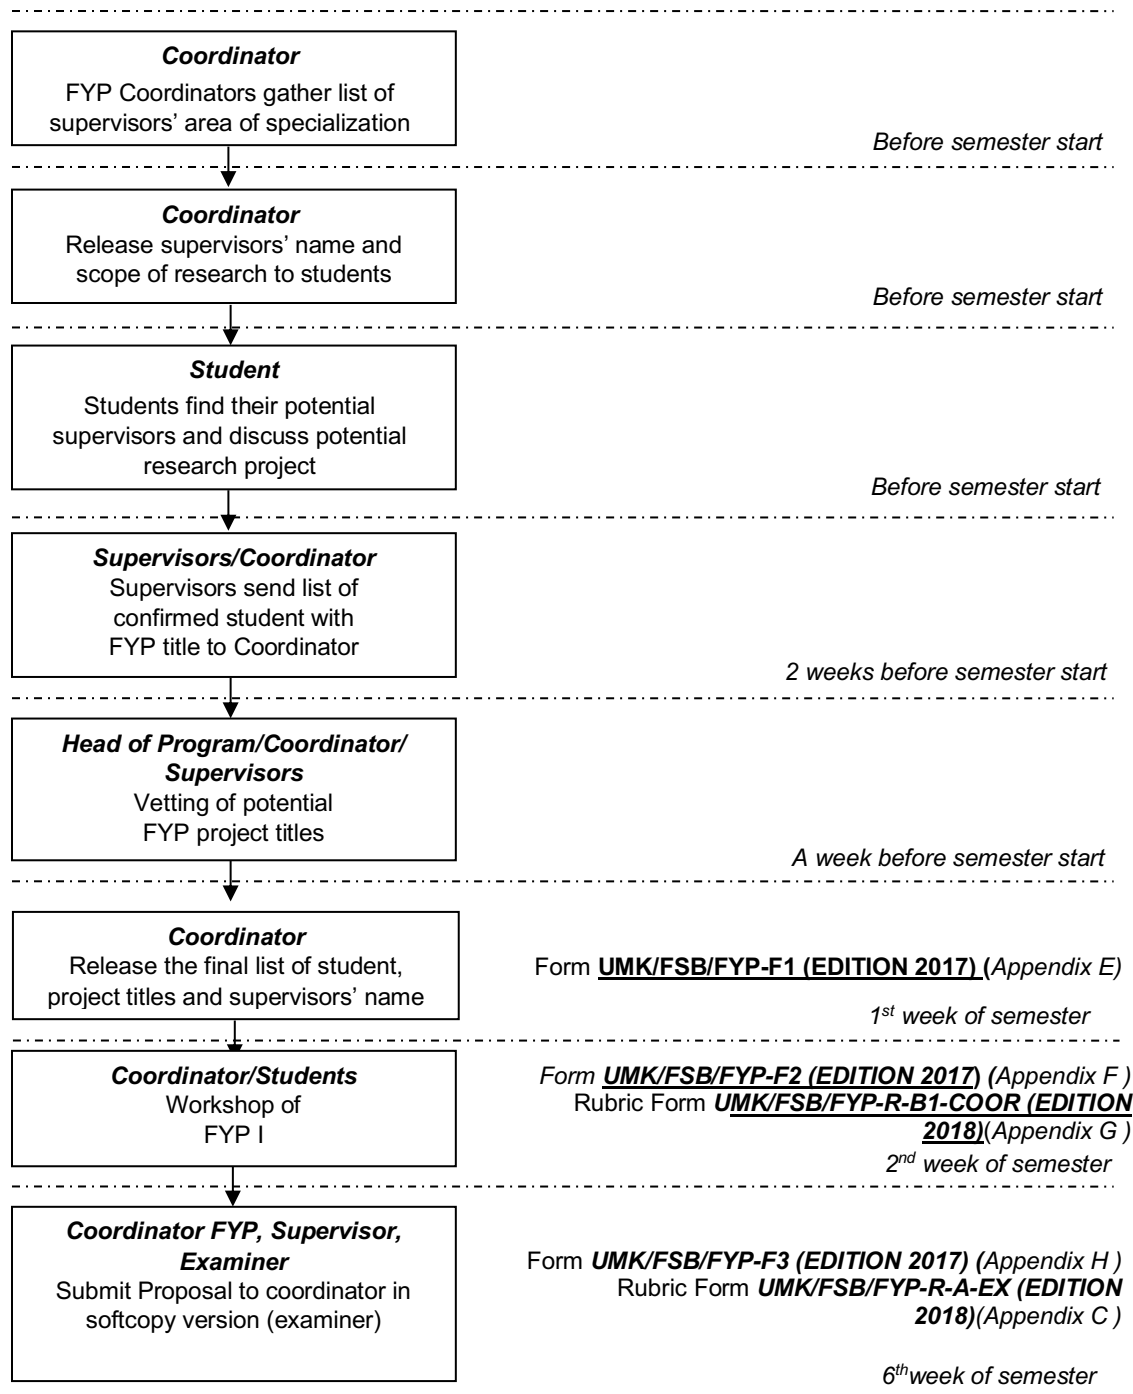 Coordinator
FYP Coordinators gather list of
supervisors’ area of specialization
Before semester start
Coordinator
Release supervisors’ name and
scope of research to students
Before semester start
Student
Students find their potential
supervisors and discuss potential
research project
Before semester start
Supervisors/Coordinator
Supervisors send list of
confirmed student with
FYP title to Coordinator
2 weeks before semester start
Head of Program/Coordinator/
Supervisors
Vetting of potential
FYP project titles
A week before semester start
Coordinator
Release the final list of student,
project titles and supervisors’ name
Form UMK/FSB/FYP-F1 (EDITION 2017) (Appendix E)
1st week of semester
Coordinator/Students
Workshop of
FYP I
Form UMK/FSB/FYP-F2 (EDITION 2017) (Appendix F )
Rubric Form UMK/FSB/FYP-R-B1-COOR (EDITION
2018)(Appendix G )
2nd week of semester
Coordinator FYP, Supervisor,
Examiner
Submit Proposal to coordinator in
softcopy version (examiner)
Form UMK/FSB/FYP-F3 (EDITION 2017) (Appendix H )
Rubric Form UMK/FSB/FYP-R-A-EX (EDITION
2018)(Appendix C )
6thweek of semester